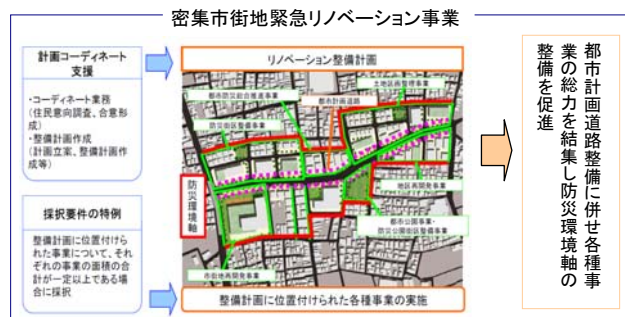 密集市街地緊急リノベーション事業
計画コーディネート
支援
・コーディネート業務
(住民意向調査、合意形
成)
・整備計画作成
(計画立案、整備計画作
成等)
採択要件の特例
整備計画に位置付けら
れた事業について、それ
ぞれの事業の面積の合
計が一定以上である場
合に採択
リノベーション整備計画
土地区画整理事業
都市防災総合推進事業
都市計画道路
防災街区整備事業
防災環境軸
地区再開発事業
都市公園事業・
防災公園街区整備事業
市街地再開発事業
整備計画に位置付けられた各種事業の実施
都市計画道路整備に併せ各種事
業の総力を結集し防災環境軸の
整備を促進